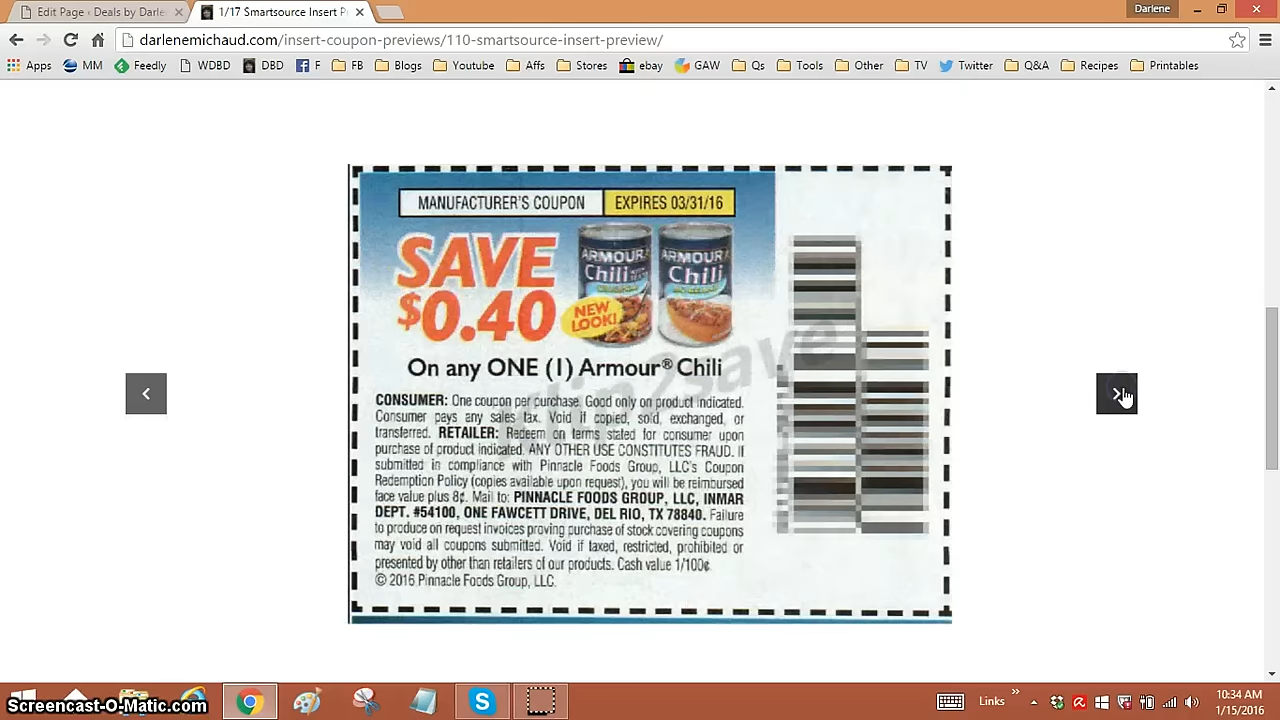 Edit Page ‹ Deals by Darle
1/17 Smartsource Insert P
Darlene
darlenemichaud.com/insert-coupon-previews/110-smartsource-insert-preview/
Apps MM Feedly WDBD DBD F FB Blogs Youtube Affs Stores ebay GAW Qs Tools Other TV Twitter Q&A Recipes Printables
MANUFACTURER'S COUPON EXPIRES 03/31/16
SAVE
$0.40
ARMOUR
Chili
ARMOUR
Chili
NEW
LOOK!
On any ONE (1) Armour® Chili
CONSUMER: One coupon per purchase. Good only on product indicated.
Consumer pays any sales tax. Void if copied, sold, exchanged, or
transferred. RETAILER: Redeem on terms stated for consumer upon
purchase of product indicated. ANY OTHER USE CONSTITUTES FRAUD. If
submitted in compliance with Pinnacle Foods Group, LLC's Coupon
Redemption Policy (copies available upon request), you will be reimbursed
face value plus 8¢. Mail to: PINNACLE FOODS GROUP, LLC, INMAR
DEPT. #54100, ONE FAWCETT DRIVE, DEL RIO, TX 78840. Failure
to produce on request invoices proving purchase of stock covering coupons
may void all coupons submitted. Void if taxed, restricted, prohibited or
presented by other than retailers of our products. Cash value 1/100¢.
© 2016 Pinnacle Foods Group, LLC.
Screencast-O-Matic.com
Links
10:34 AM
1/15/2016